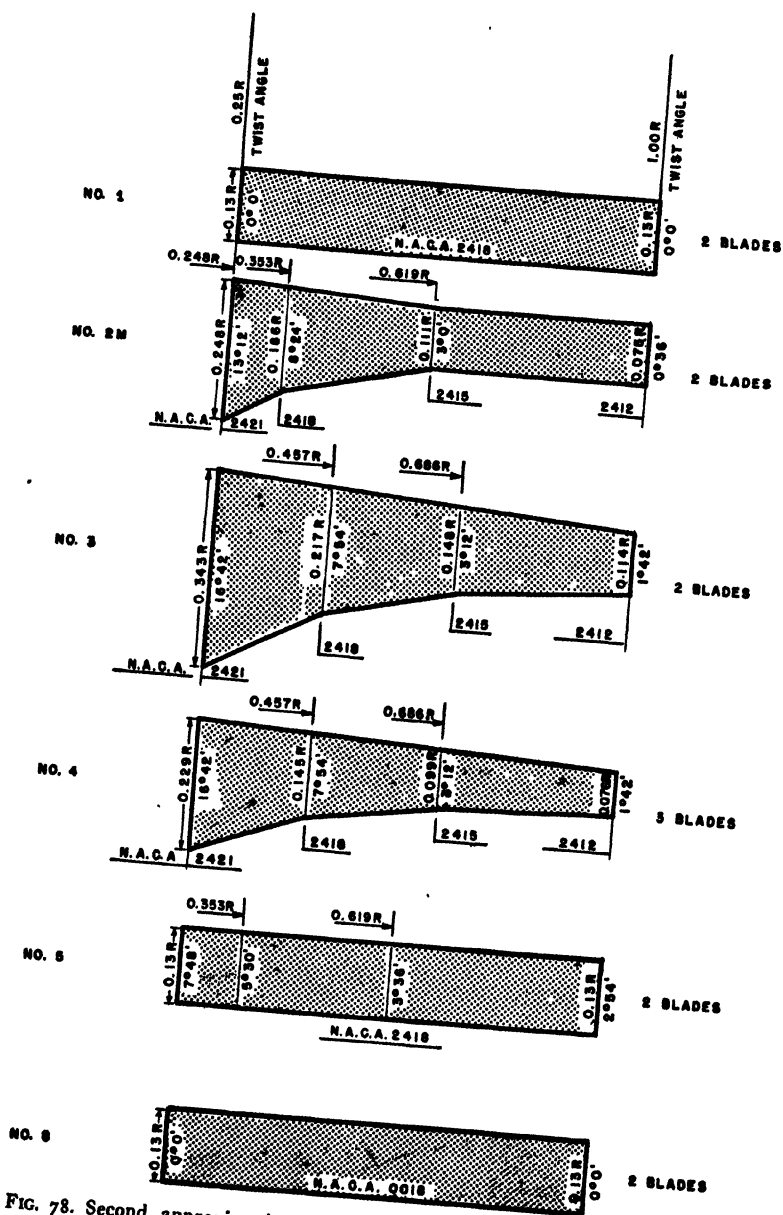 0.25R
TWIST ANGLE
1.00R
TWIST ANGLE
NO. 1
0.13R
0°0'
N.A.C.A. 2418
0.13R
0°0'
2 BLADES
0.248R
0.353R
0.619R
NO. 2M
0.248R
13°12'
0.186R
8°24'
0.111R
3°0'
0.076R
0°36'
2 BLADES
N.A.C.A.
2421
2418
2415
2412
0.457R
0.686R
NO. 3
0.343R
16°42'
0.217R
7°54'
0.148R
3°12'
0.114R
1°42'
2 BLADES
N.A.C.A.
2421
2418
2415
2412
0.457R
0.686R
NO. 4
0.229R
16°42'
0.145R
7°54'
0.099R
3°12'
0.076R
1°42'
3 BLADES
N.A.C.A
2421
2418
2415
2412
0.353R
0.619R
NO. 5
0.13R
7°48'
5°30'
3°36'
0.13R
2°54'
2 BLADES
N.A.C.A. 2418
NO. 6
0.13R
0°0'
N.A.C.A. 0018
0.13R
0°0'
2 BLADES
FIG. 78. Second